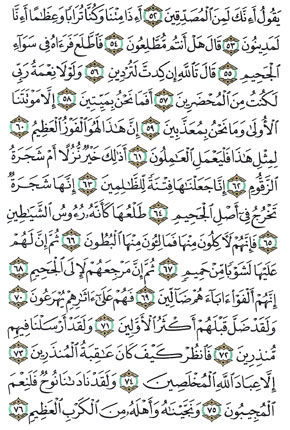 يَقُولُ أَءِنَّكَ لَمِنَ ٱلْمُصَدِّقِينَ ٥٢ أَءِذَا مِتْنَا وَكُنَّا تُرَابًا وَعِظَٰمًا أَءِنَّا
لَمَدِينُونَ ٥٣ قَالَ هَلْ أَنتُم مُّطَّلِعُونَ ٥٤ فَٱطَّلَعَ فَرَءَاهُ فِى سَوَآءِ
ٱلْجَحِيمِ ٥٥ قَالَ تَٱللَّهِ إِن كِدتَّ لَتُرْدِينِ ٥٦ وَلَوْلَا نِعْمَةُ رَبِّى
لَكُنتُ مِنَ ٱلْمُحْضَرِينَ ٥٧ أَفَمَا نَحْنُ بِمَيِّتِينَ ٥٨ إِلَّا مَوْتَتَنَا
ٱلْأُولَىٰ وَمَا نَحْنُ بِمُعَذَّبِينَ ٥٩ إِنَّ هَٰذَا لَهُوَ ٱلْفَوْزُ ٱلْعَظِيمُ ٦٠
لِمِثْلِ هَٰذَا فَلْيَعْمَلِ ٱلْعَٰمِلُونَ ٦١ أَذَٰلِكَ خَيْرٌ نُّزُلًا أَمْ شَجَرَةُ
ٱلزَّقُّومِ ٦٢ إِنَّا جَعَلْنَٰهَا فِتْنَةً لِّلظَّٰلِمِينَ ٦٣ إِنَّهَا شَجَرَةٌ
تَخْرُجُ فِىٓ أَصْلِ ٱلْجَحِيمِ ٦٤ طَلْعُهَا كَأَنَّهُۥ رُءُوسُ ٱلشَّيَٰطِينِ
٦٥ فَإِنَّهُمْ لَءَاكِلُونَ مِنْهَا فَمَالِـُٔونَ مِنْهَا ٱلْبُطُونَ ٦٦ ثُمَّ إِنَّ لَهُمْ
عَلَيْهَا لَشَوْبًا مِّنْ حَمِيمٍ ٦٧ ثُمَّ إِنَّ مَرْجِعَهُمْ لَإِلَى ٱلْجَحِيمِ ٦٨
إِنَّهُمْ أَلْفَوْا۟ ءَابَآءَهُمْ ضَآلِّينَ ٦٩ فَهُمْ عَلَىٰٓ ءَاثَٰرِهِمْ يُهْرَعُونَ ٧٠
وَلَقَدْ ضَلَّ قَبْلَهُمْ أَكْثَرُ ٱلْأَوَّلِينَ ٧١ وَلَقَدْ أَرْسَلْنَا فِيهِم
مُّنذِرِينَ ٧٢ فَٱنظُرْ كَيْفَ كَانَ عَٰقِبَةُ ٱلْمُنذَرِينَ ٧٣
إِلَّا عِبَادَ ٱللَّهِ ٱلْمُخْلَصِينَ ٧٤ وَلَقَدْ نَادَىٰنَا نُوحٌ فَلَنِعْمَ
ٱلْمُجِيبُونَ ٧٥ وَنَجَّيْنَٰهُ وَأَهْلَهُۥ مِنَ ٱلْكَرْبِ ٱلْعَظِيمِ ٧٦